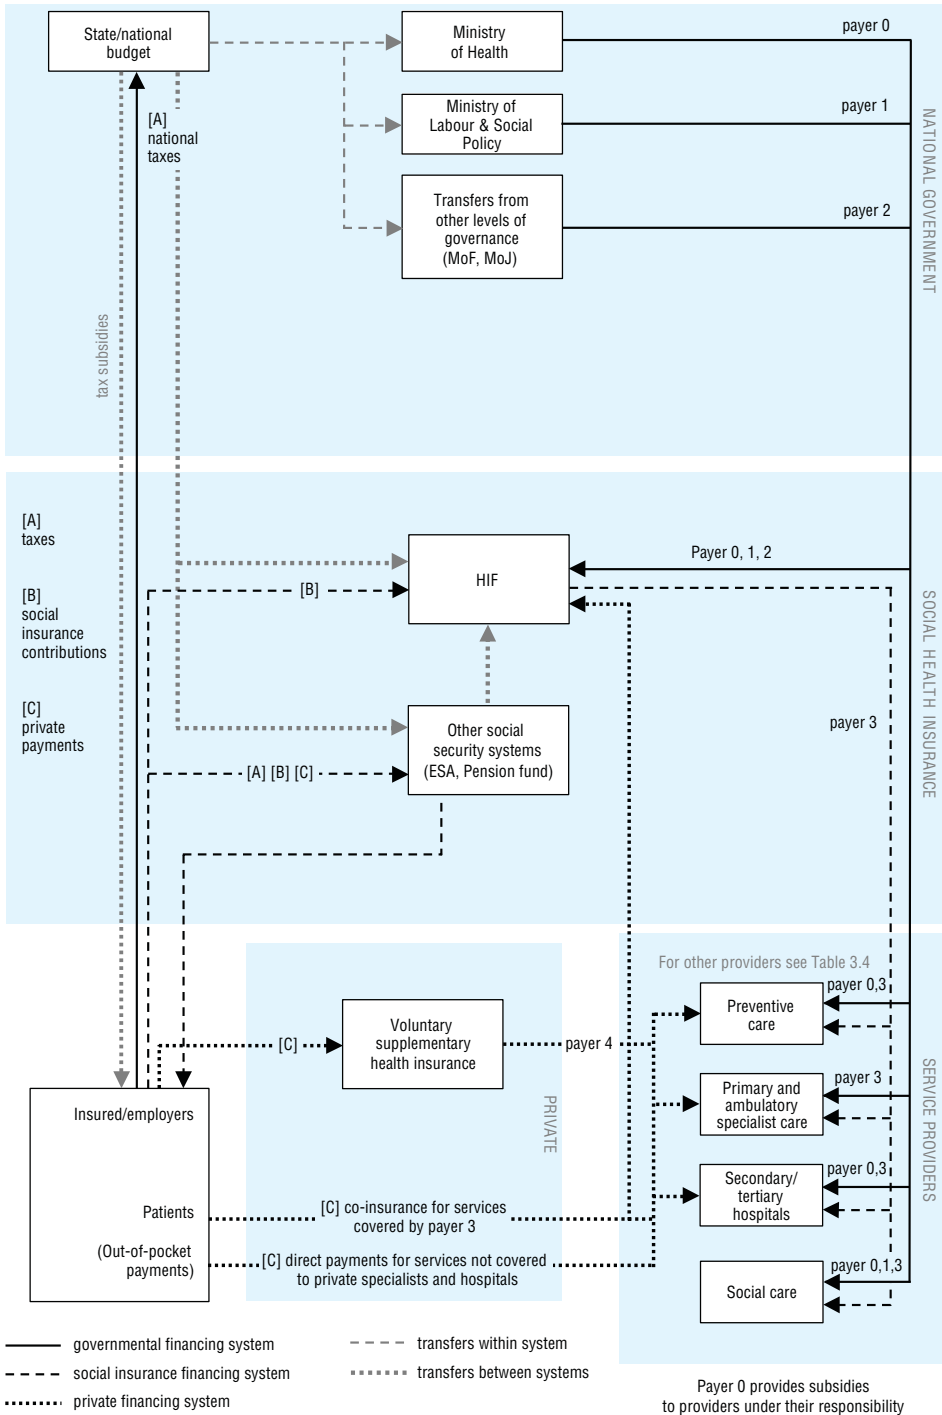 State/national
budget
Ministry
of Health
payer 0
[A]
national
taxes
Ministry of
Labour & Social
Policy
payer 1
Transfers from
other levels of
governance
(MoF, MoJ)
payer 2
NATIONAL GOVERNMENT
tax subsidies
[A]
taxes
[B]
social
insurance
contributions
[C]
private
payments
HIF
Payer 0, 1, 2
[B]
SOCIAL HEALTH INSURANCE
Other social
security systems
(ESA, Pension fund)
payer 3
[A] [B] [C]
For other providers see Table 3.4
Preventive
care
payer 0,3
Voluntary
supplementary
health insurance
[C]
payer 4
Primary and
ambulatory
specialist care
payer 3
PRIVATE
SERVICE PROVIDERS
Insured/employers
Patients
(Out-of-pocket
payments)
[C] co-insurance for services
covered by payer 3
[C] direct payments for services not covered
to private specialists and hospitals
Secondary/
tertiary
hospitals
payer 0,3
Social care
payer 0,1,3
governmental financing system
social insurance financing system
private financing system
transfers within system
transfers between systems
Payer 0 provides subsidies
to providers under their responsibility